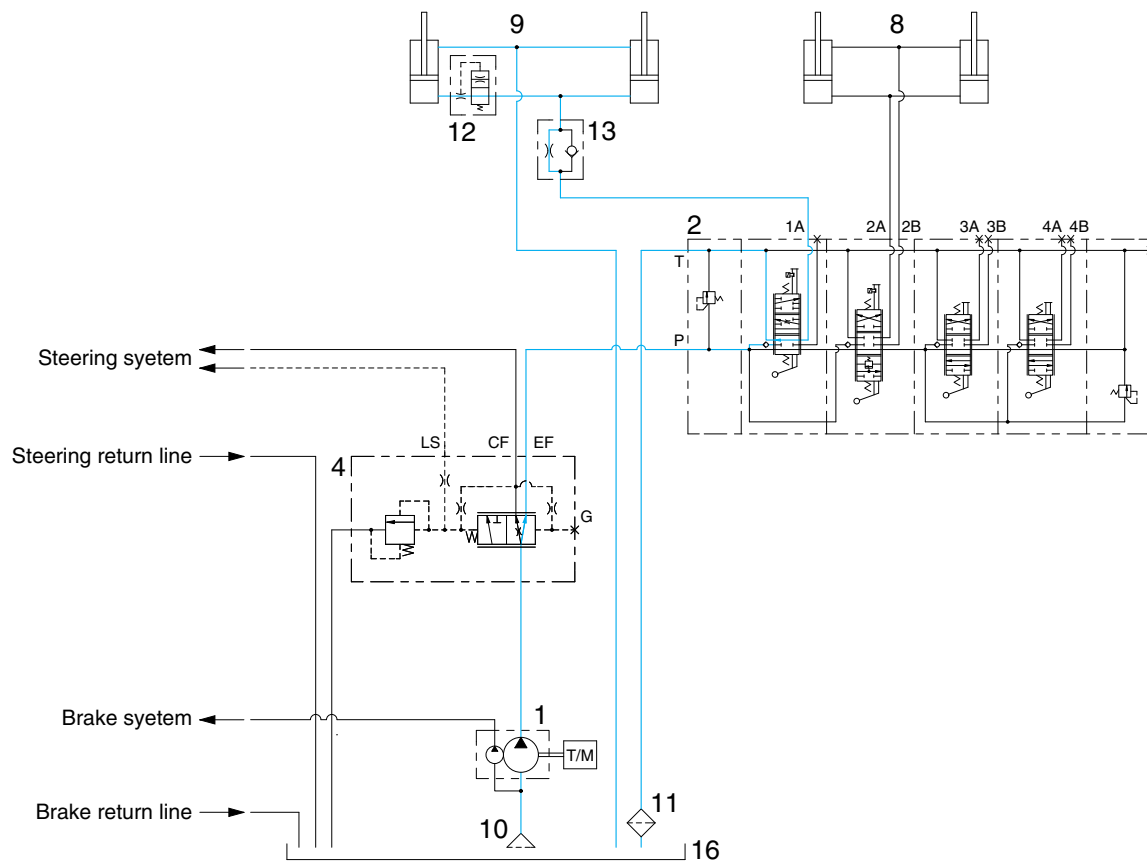 9
8
12
13
2
1A
2A
2B
3A
3B
4A
4B
T
P
Steering syetem
LS
CF
EF
Steering return line
4
G
Brake syetem
1
T/M
Brake return line
10
11
16